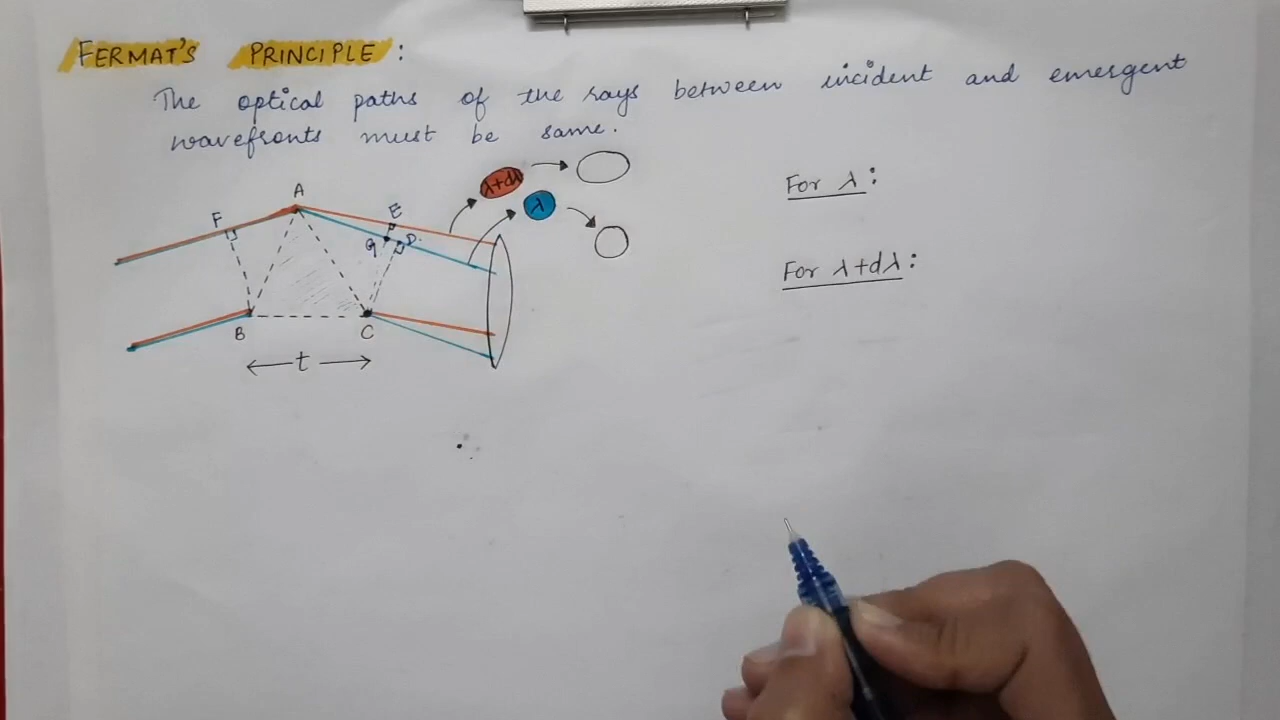 FERMAT'S PRINCIPLE :
The optical paths of the rays between incident and emergent
wavefronts must be same.
λ+dλ
λ
A
F
E
G
D
B
C
t
For λ :
For λ+dλ :